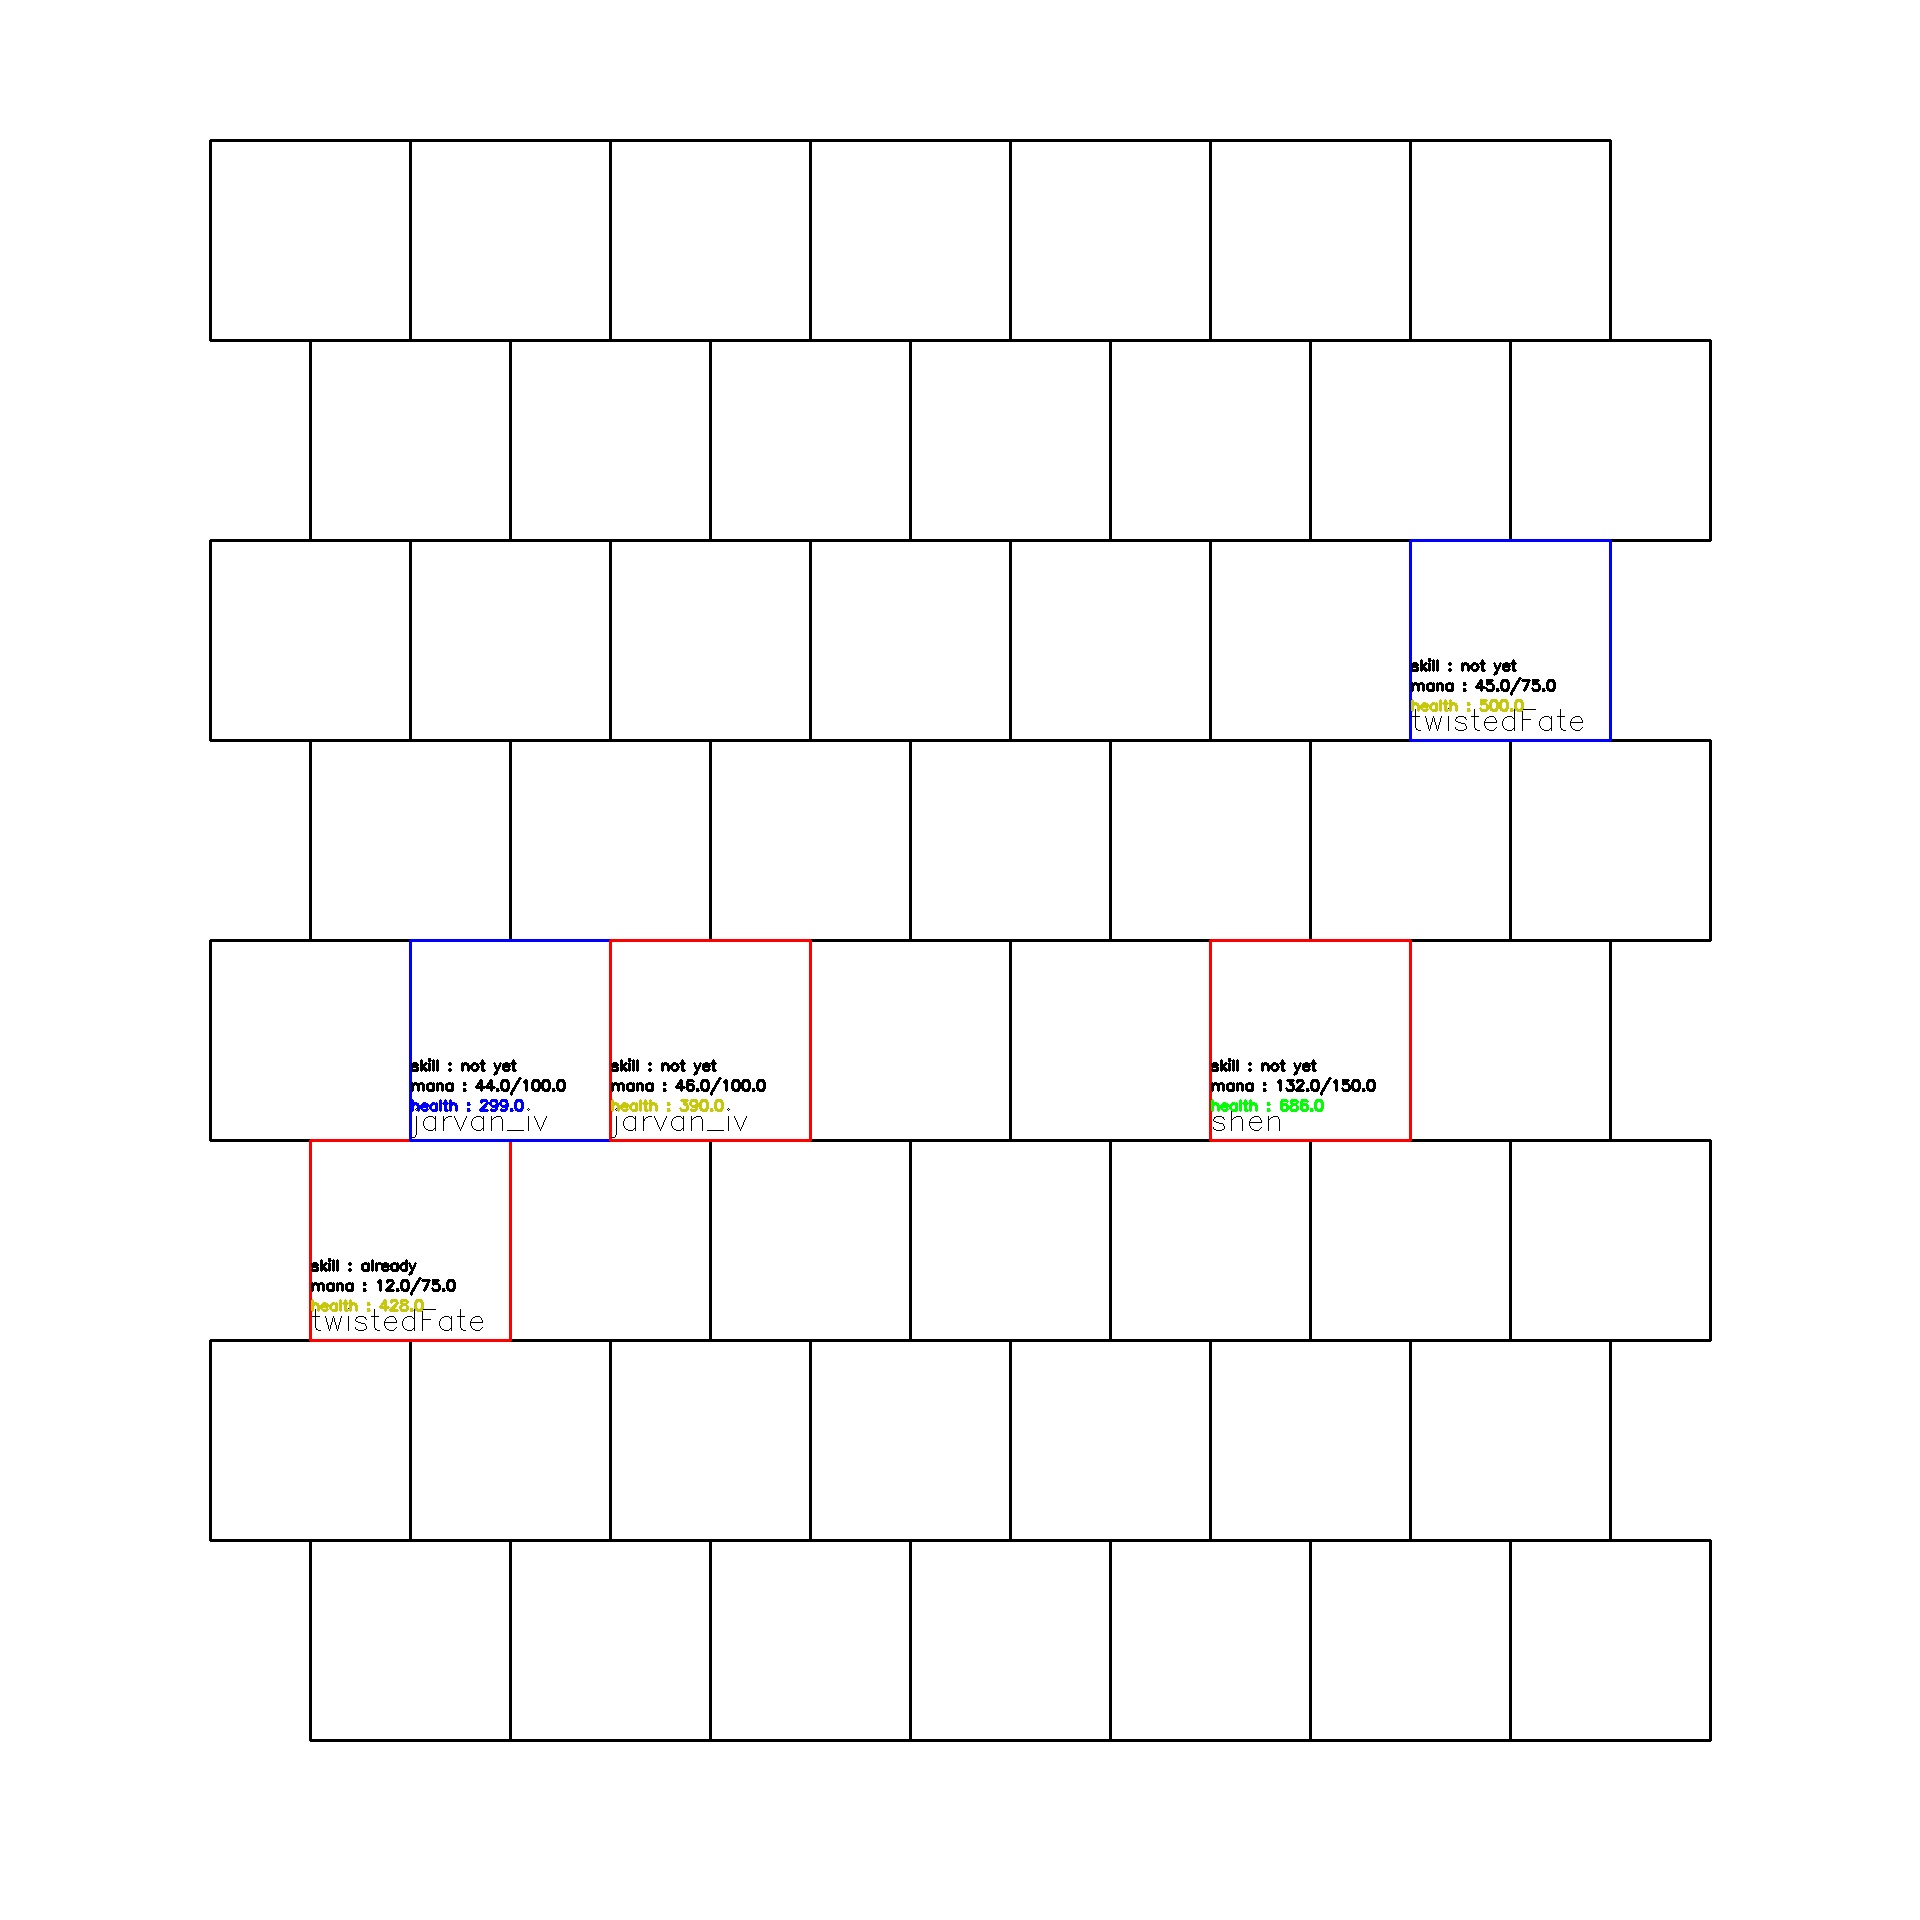 skill : not yet
mana : 45.0/75.0
health : 500.0
twistedFate
skill : not yet
mana : 44.0/100.0
health : 299.0
jarvan_iv
skill : not yet
mana : 46.0/100.0
health : 390.0
jarvan_iv
skill : not yet
mana : 132.0/150.0
health : 686.0
shen
skill : already
mana : 12.0/75.0
health : 428.0
twistedFate